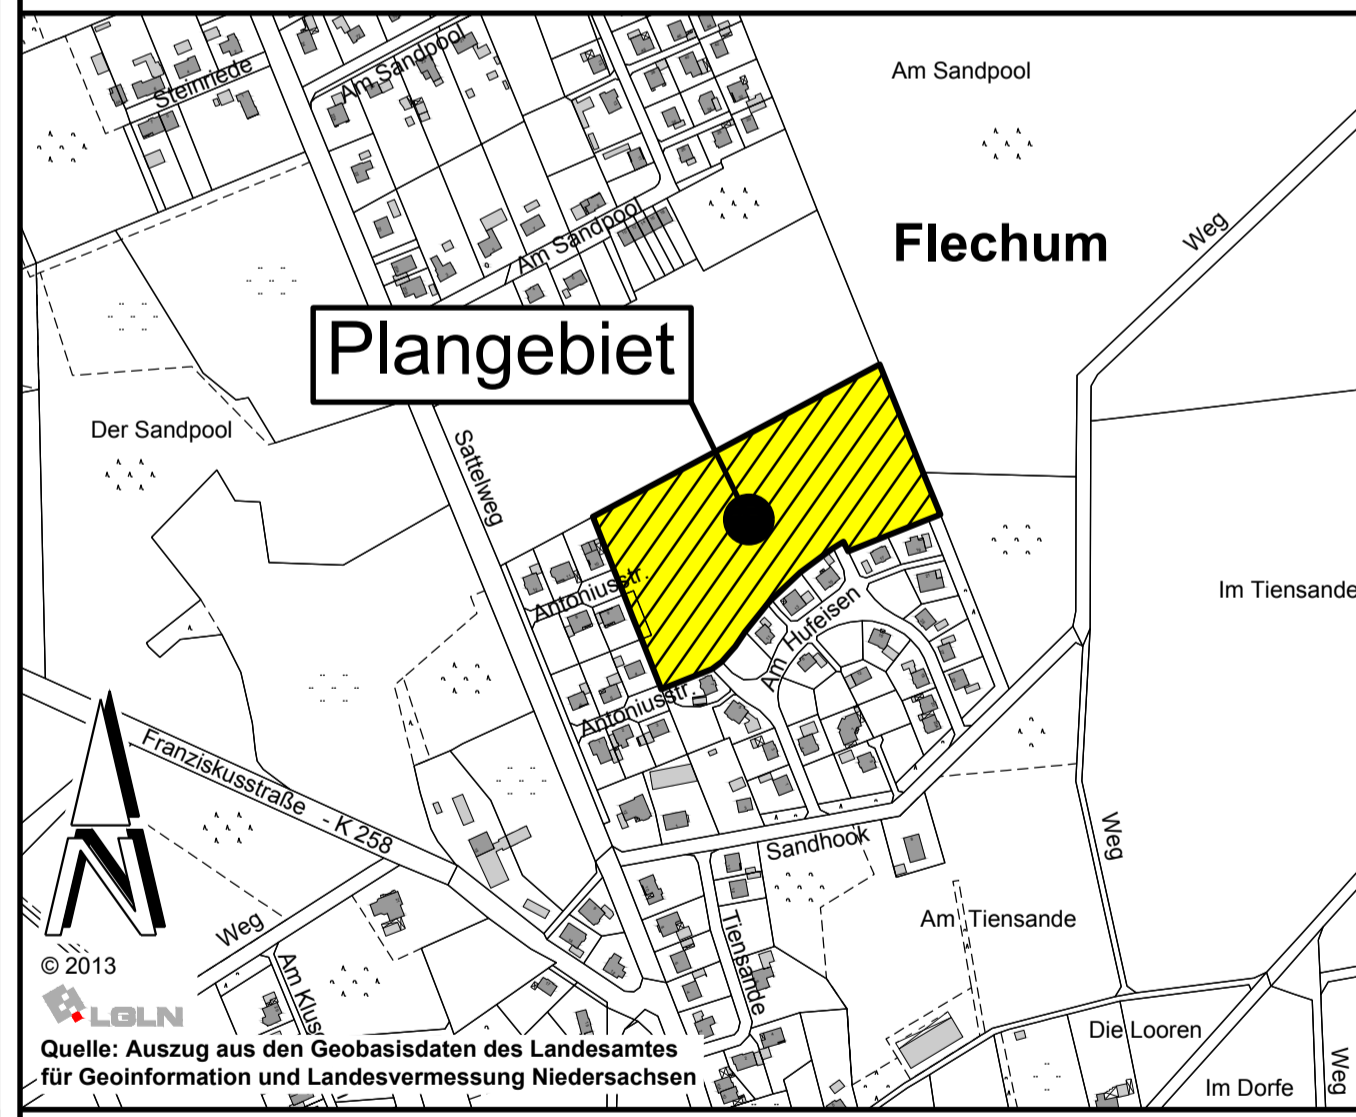 Steinriede
Am Sandpool
Am Sandpool
Flechum
Weg
Am Sandpool
Plangebiet
Der Sandpool
Sattelweg
Antoniusstr.
Im Tiensande
Am Hufeisen
Antoniusstr.
Franziskusstraße - K 258
Sandhook
Weg
Weg
Am Tiensande
Tiensande
© 2013
Am Kluse
LGLN
Die Looren
Quelle: Auszug aus den Geobasisdaten des Landesamtes
für Geoinformation und Landesvermessung Niedersachsen
Im Dorfe
Weg
N